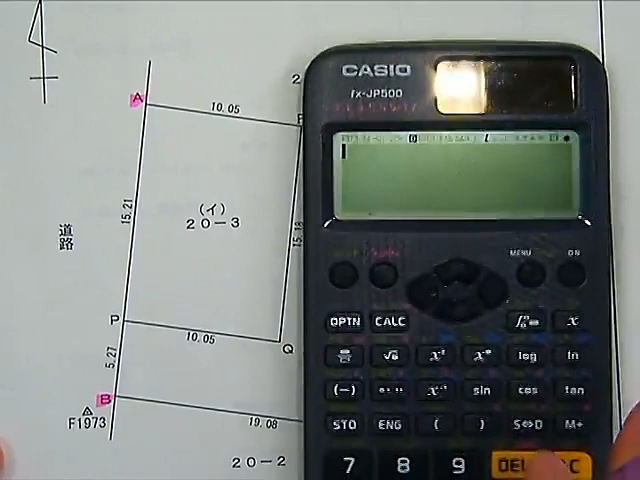 A
10.05
2
15.21
(イ)
20-3
15.18
道路
P
10.05
Q
5.27
B
F1973
19.08
20-2
CASIO
fx-JP500
MENU
ON
OPTN
CALC
x
log
ln
(-)
sin
cos
tan
STO
ENG
(
)
S⇔D
M+
7
8
9
DEL
AC